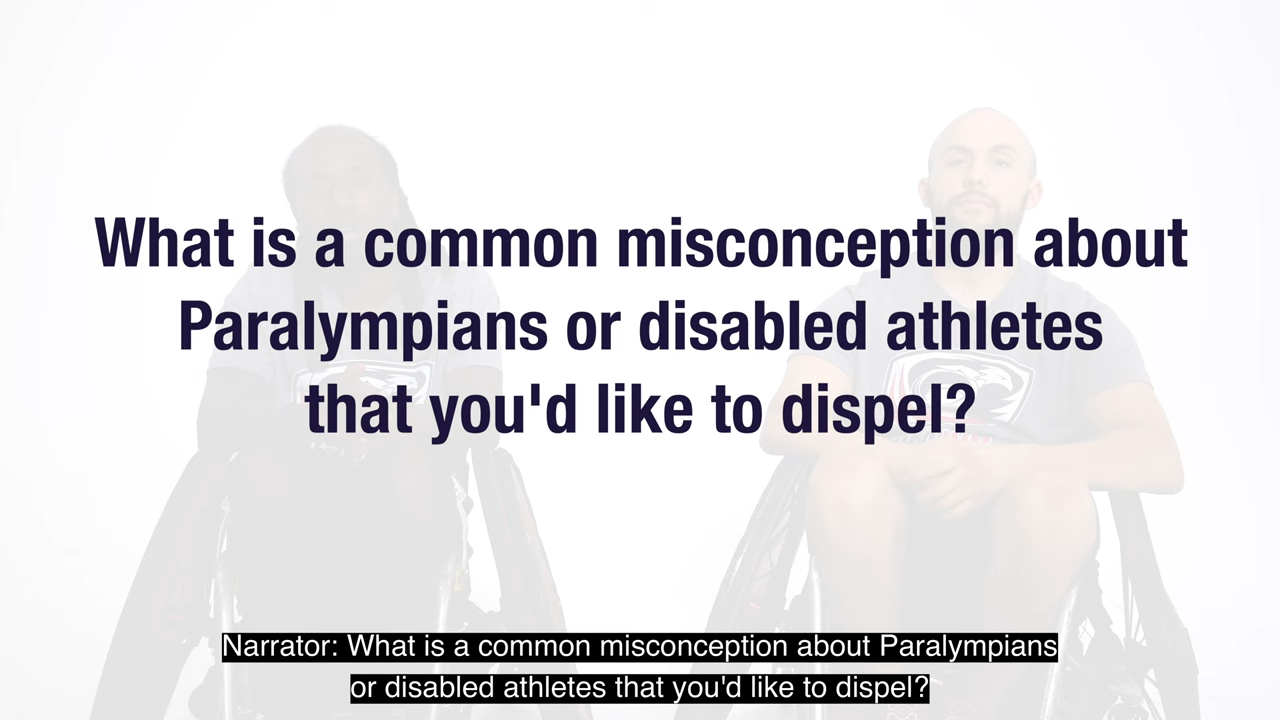 What is a common misconception about
Paralympians or disabled athletes
that you'd like to dispel?
Narrator: What is a common misconception about Paralympians
or disabled athletes that you'd like to dispel?